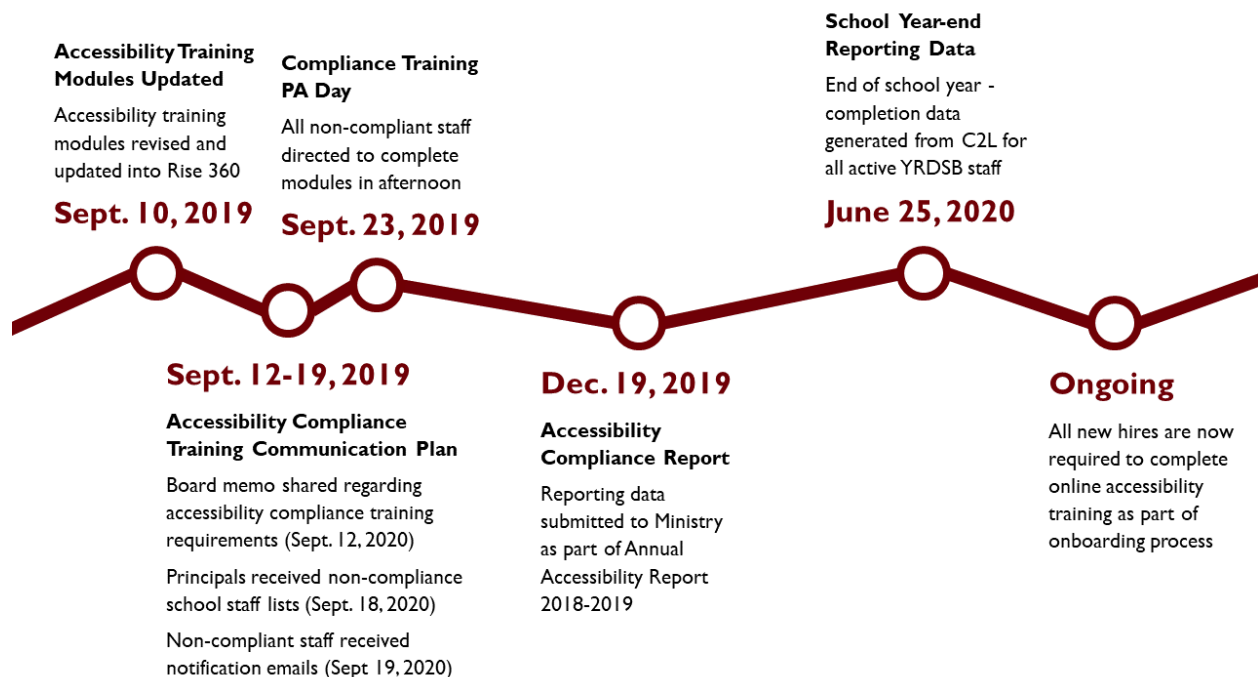 Accessibility Training
Modules Updated
Accessibility training
modules revised and
updated into Rise 360
Sept. 10, 2019
Accessibility Compliance
Training Communication Plan
Sept. 12-19, 2019
Board memo shared regarding
accessibility compliance training
requirements (Sept. 12, 2020)
Principals received non-compliance
school staff lists (Sept. 18, 2020)
Non-compliant staff received
notification emails (Sept 19, 2020)
Compliance Training
PA Day
All non-compliant staff
directed to complete
modules in afternoon
Sept. 23, 2019
Dec. 19, 2019
Accessibility
Compliance Report
Reporting data
submitted to Ministry
as part of Annual
Accessibility Report
2018-2019
School Year-end
Reporting Data
End of school year -
completion data
generated from C2L for
all active YRDSB staff
June 25, 2020
Ongoing
All new hires are now
required to complete
online accessibility
training as part of
onboarding process